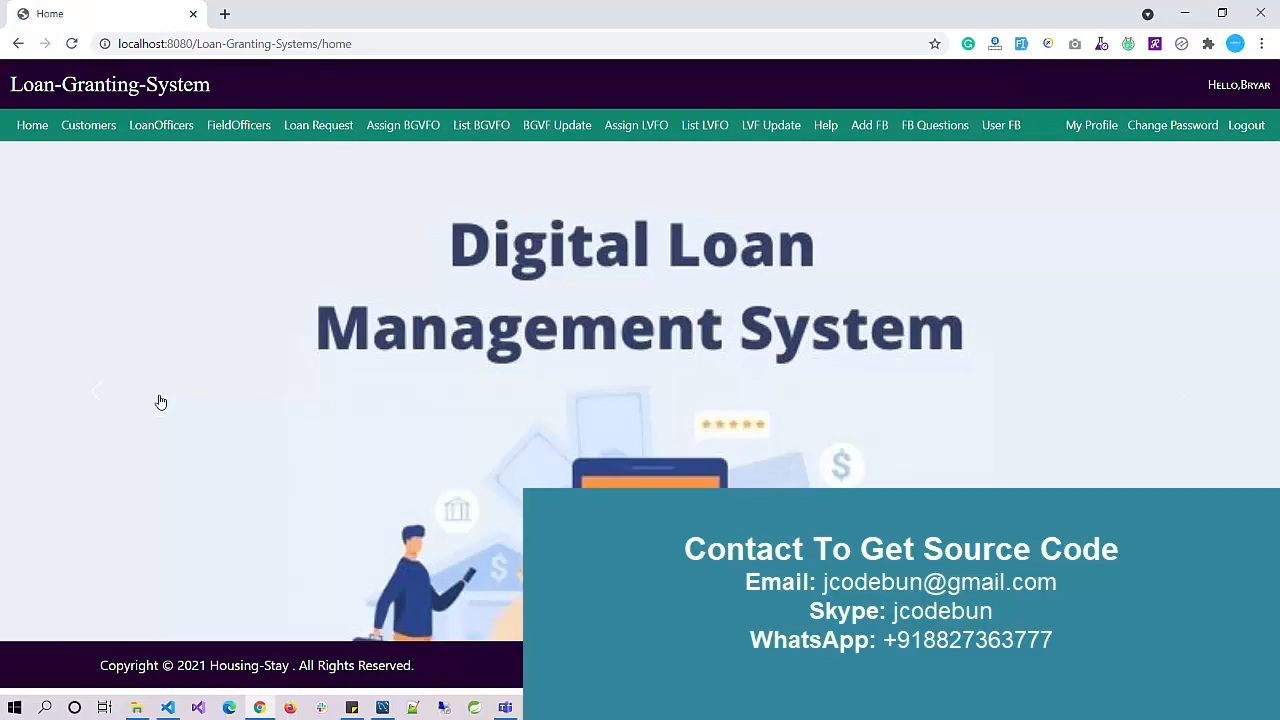 Home
localhost:8080/Loan-Granting-Systems/home
Loan-Granting-System
Hello,Bryar
Home Customers LoanOfficers FieldOfficers Loan Request Assign BGVFO List BGVFO BGVF Update Assign LVFO List LVFO LVF Update Help Add FB FB Questions User FB My Profile Change Password Logout
Digital Loan
Management System
Contact To Get Source Code
Email: jcodebun@gmail.com
Skype: jcodebun
WhatsApp: +918827363777
Copyright © 2021 Housing-Stay . All Rights Reserved.